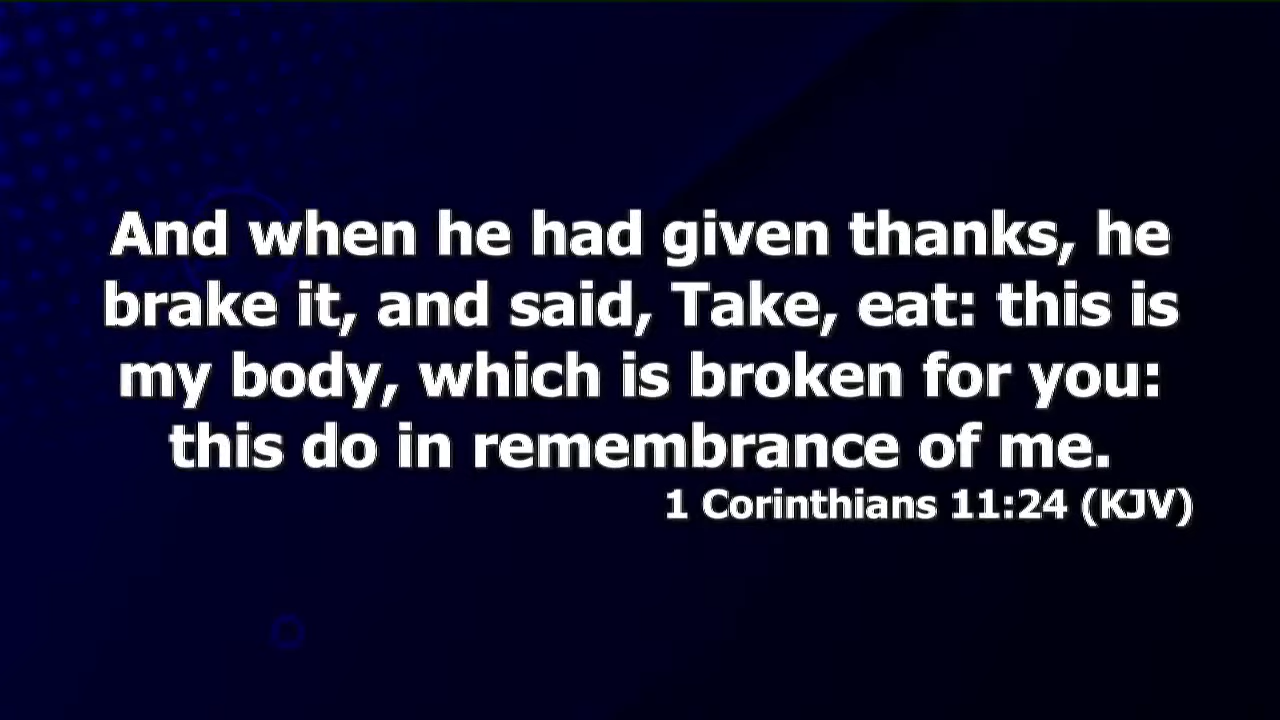 And when he had given thanks, he
brake it, and said, Take, eat: this is
my body, which is broken for you:
this do in remembrance of me.
1 Corinthians 11:24 (KJV)